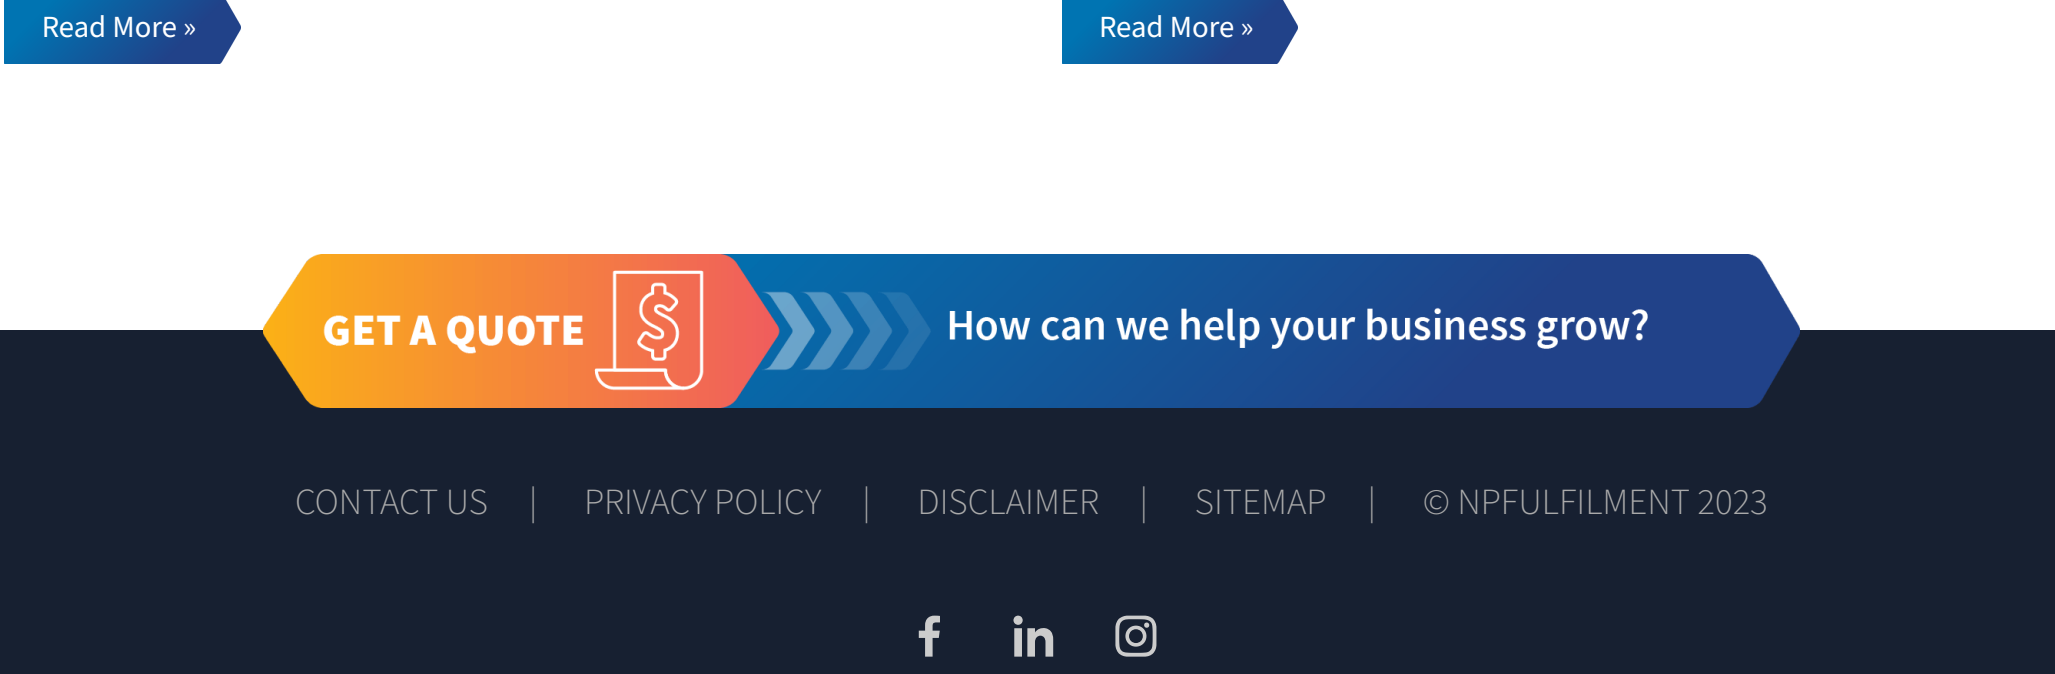 Read More »
Read More »
GET A QUOTE
How can we help your business grow?
CONTACT US | PRIVACY POLICY | DISCLAIMER | SITEMAP | © NPFULFILMENT 2023